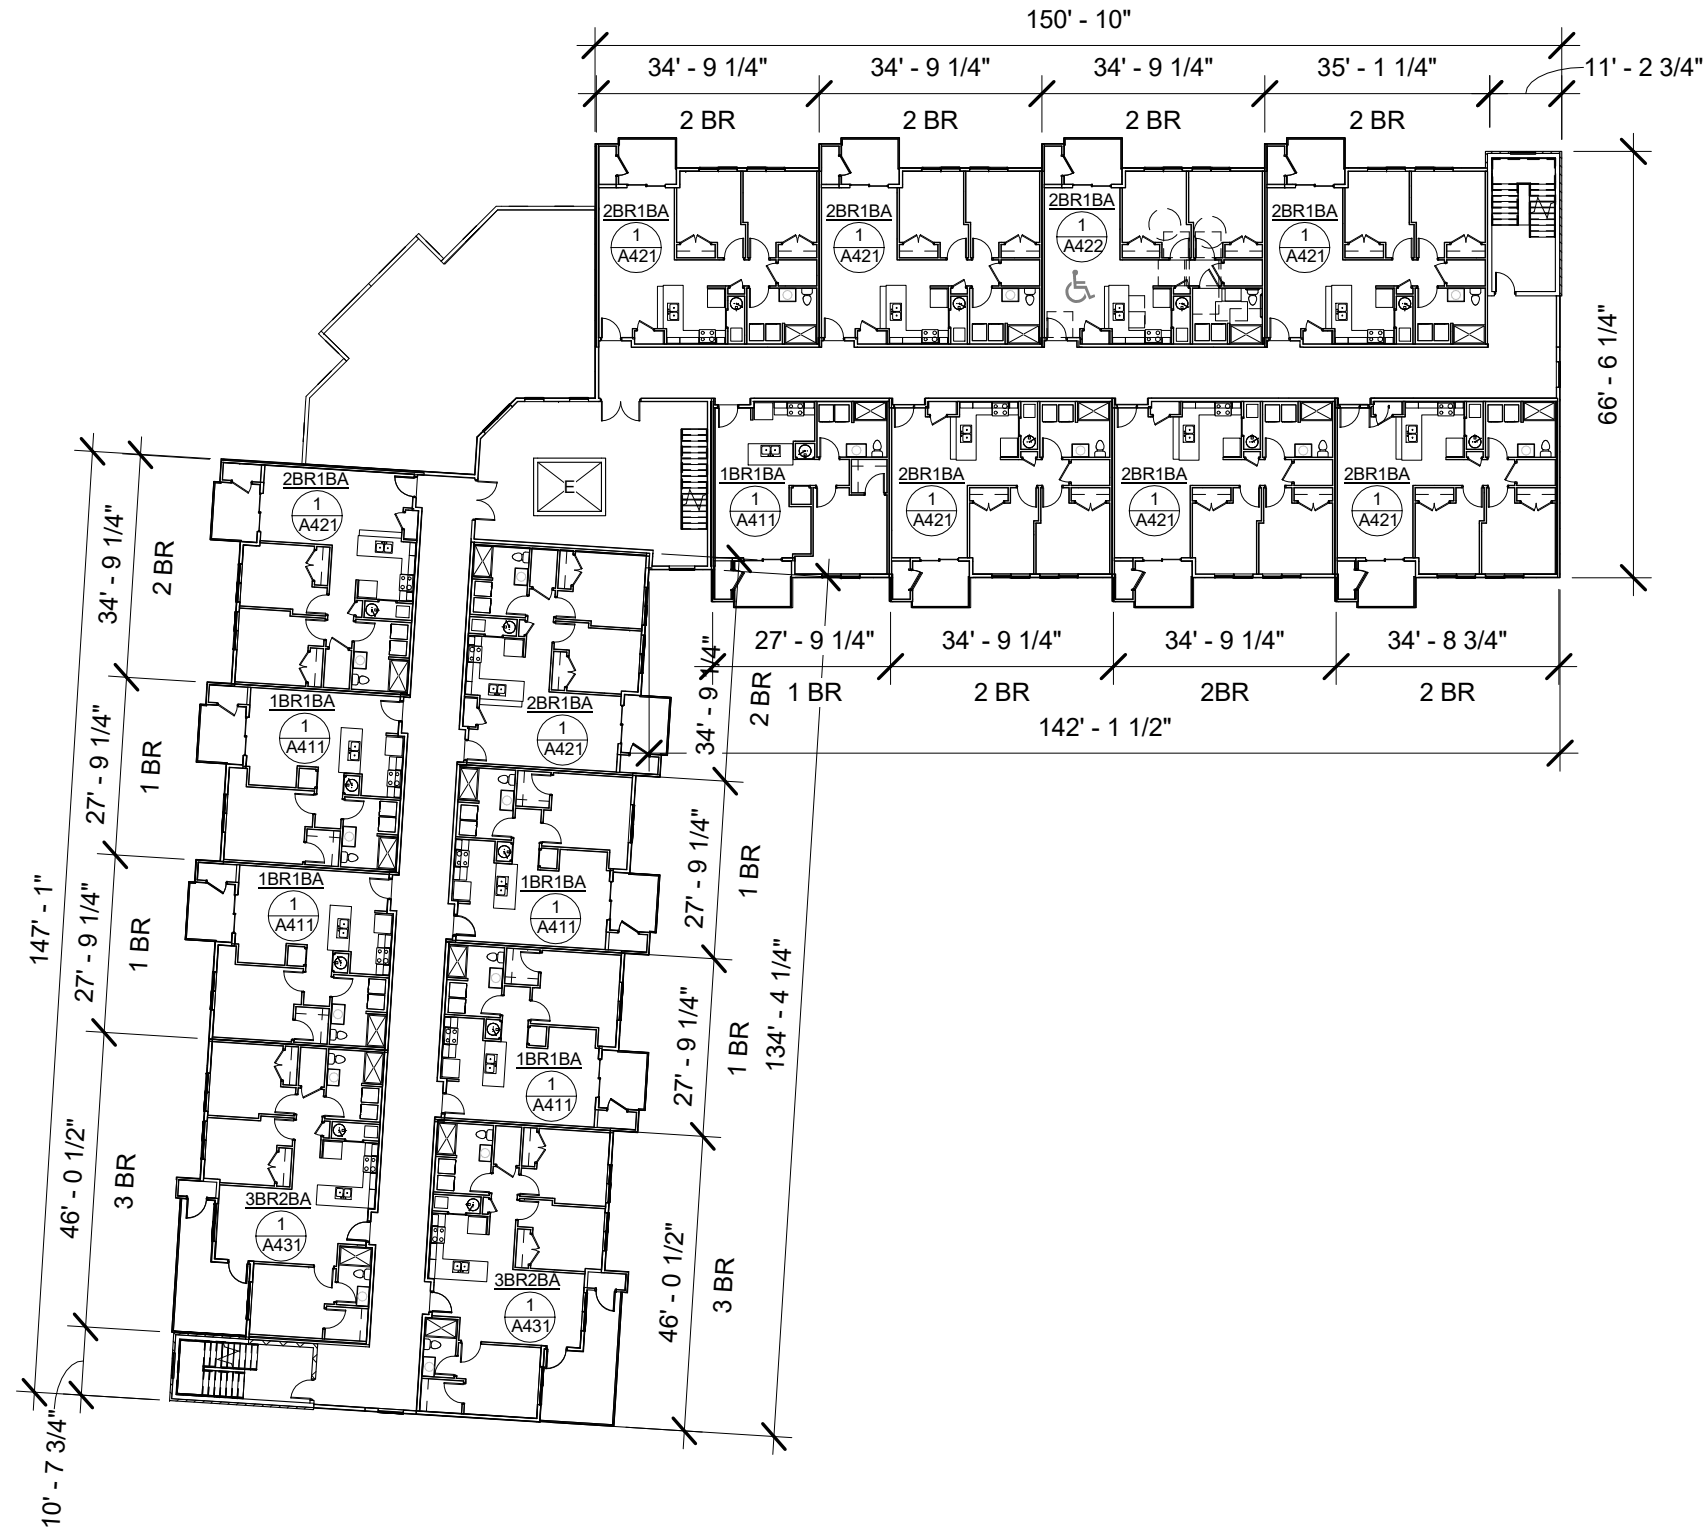 150' - 10"
34' - 9 1/4"
34' - 9 1/4"
34' - 9 1/4"
35' - 1 1/4"
11' - 2 3/4"
2 BR
2 BR
2 BR
2 BR
2BR1BA
1
A421
2BR1BA
1
A421
2BR1BA
1
A422
2BR1BA
1
A421
66' - 6 1/4"
E
1BR1BA
1
A411
2BR1BA
1
A421
2BR1BA
1
A421
2BR1BA
1
A421
27' - 9 1/4"
34' - 9 1/4"
34' - 9 1/4"
34' - 8 3/4"
1 BR
2 BR
2BR
2 BR
142' - 1 1/2"
147' - 1"
34' - 9 1/4"
2 BR
27' - 9 1/4"
1 BR
27' - 9 1/4"
1 BR
46' - 0 1/2"
3 BR
10' - 7 3/4"
2BR1BA
1
A421
1BR1BA
1
A411
1BR1BA
1
A411
3BR2BA
1
A431
2BR1BA
1
A421
1BR1BA
1
A411
1BR1BA
1
A411
3BR2BA
1
A431
34' - 9 1/4"
2 BR
27' - 9 1/4"
1 BR
27' - 9 1/4"
1 BR
46' - 0 1/2"
3 BR
134' - 4 1/4"